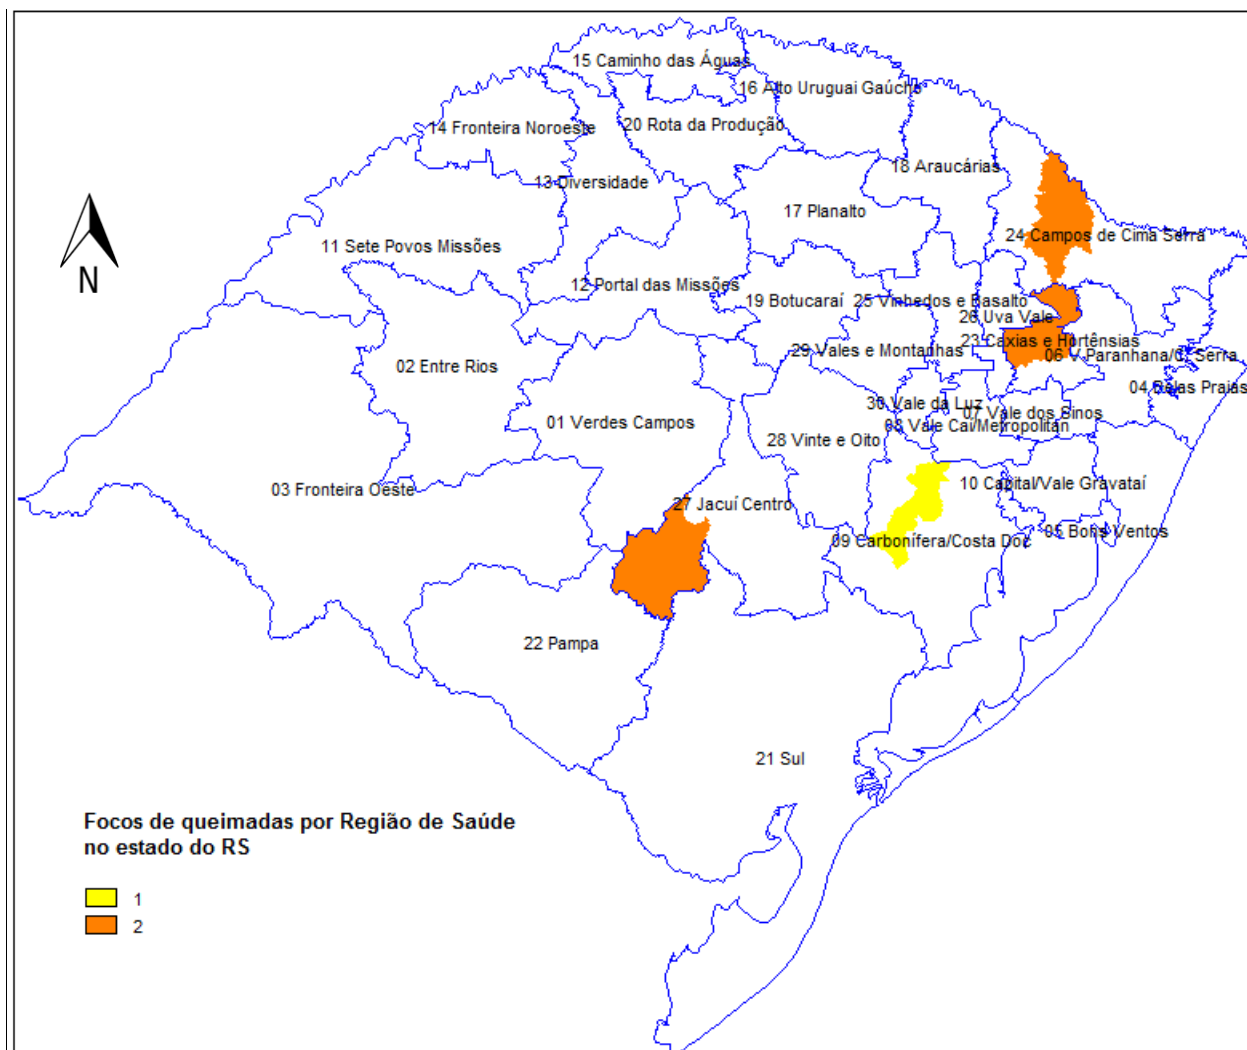 15 Caminho das Águas
16 Alto Uruguai Gaúcho
14 Fronteira Noroeste
20 Rota da Produção
18 Araucárias
13 Diversidade
17 Planalto
24 Campos de Cima Serra
11 Sete Povos Missões
12 Portal das Missões
19 Botucaraí
25 Vinhedos e Basalto
26 Uva Vale
23 Caxias e Hortênsias
29 Vales e Montanhas
06 V.Paranhana/C. Serra
02 Entre Rios
04 Belas Praias
30 Vale da Luz
07 Vale dos Sinos
01 Verdes Campos
08 Vale Caí/Metropolitan
28 Vinte e Oito
03 Fronteira Oeste
10 Capital/Vale Gravataí
27 Jacuí Centro
05 Bons Ventos
09 Carbonífera/Costa Doc
22 Pampa
21 Sul
N
Focos de queimadas por Região de Saúde
no estado do RS
1
2